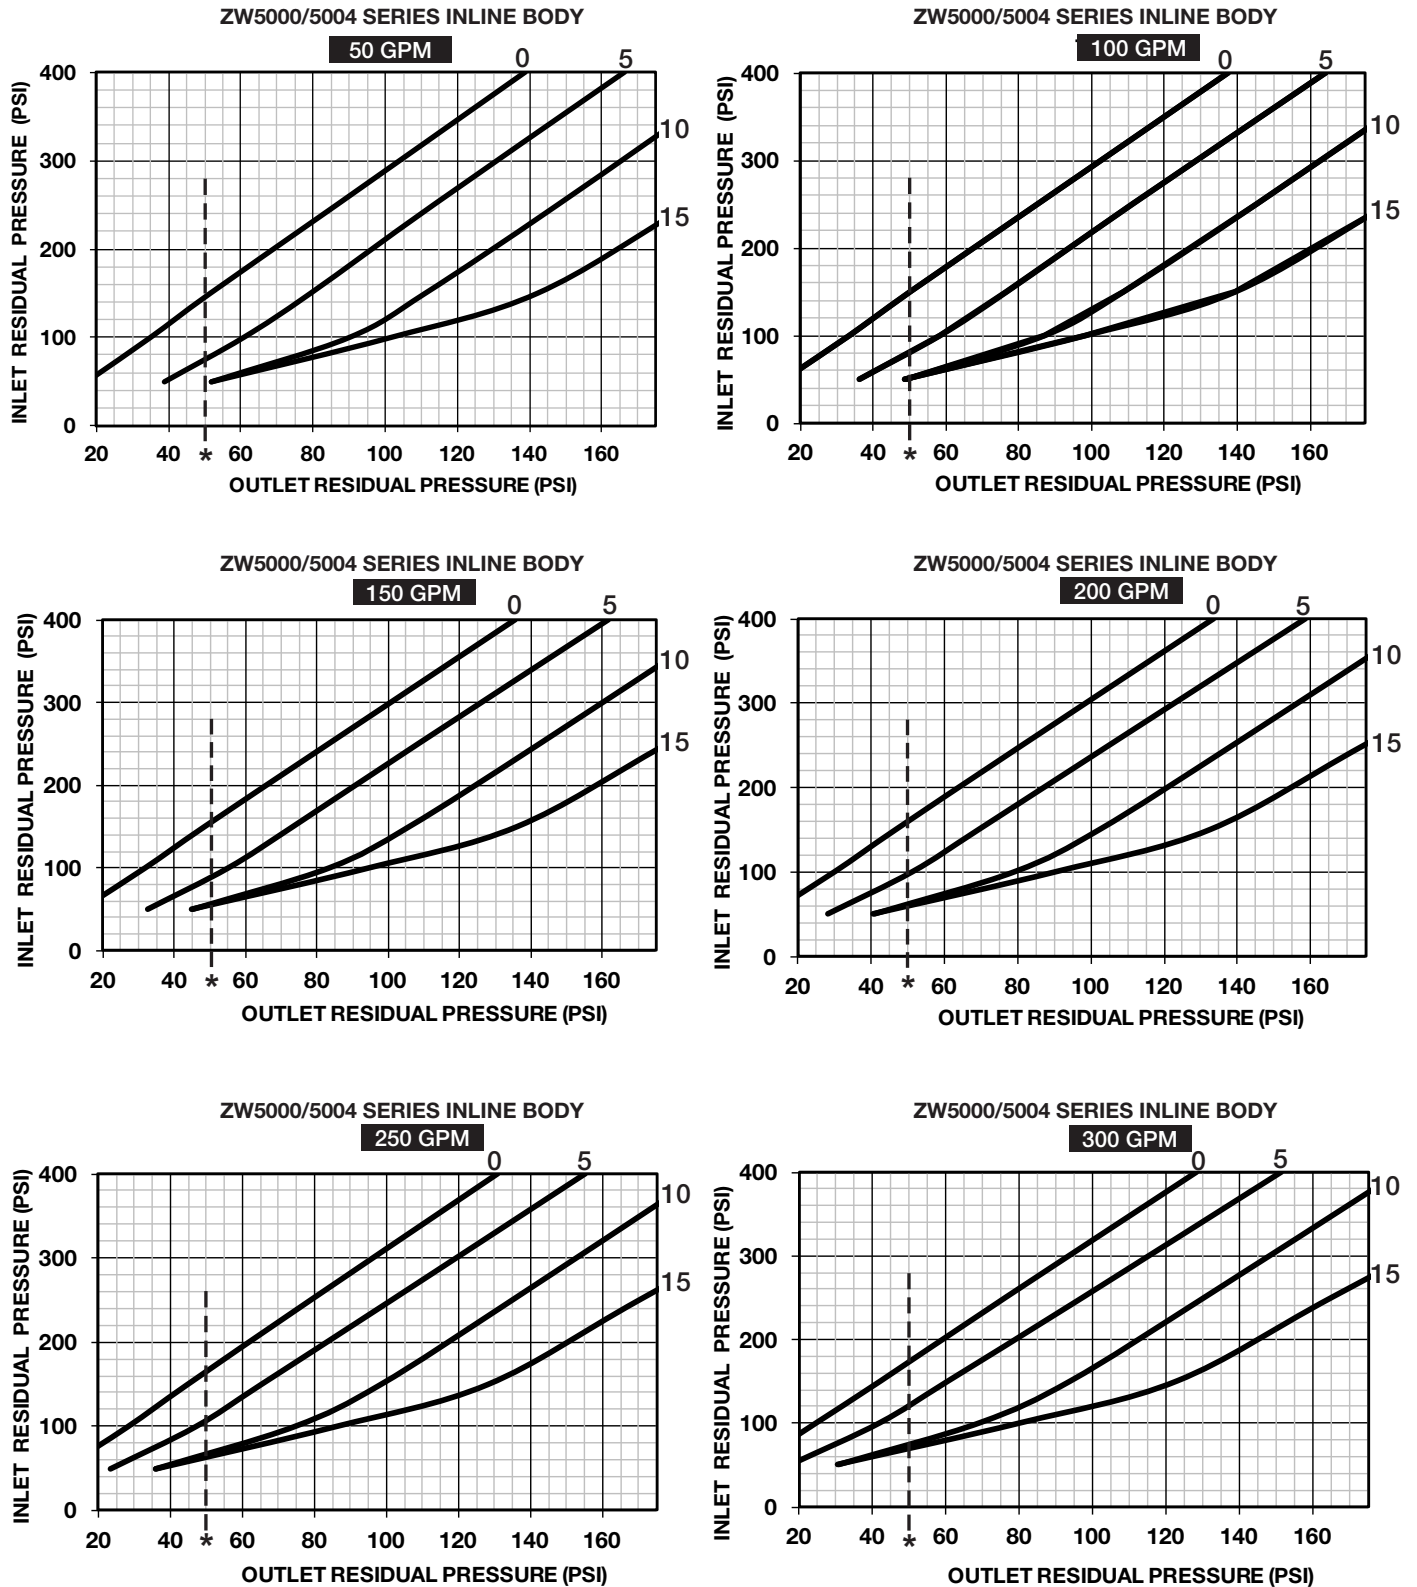 ZW5000/5004 SERIES INLINE BODY
50 GPM
0
5
10
15
INLET RESIDUAL PRESSURE (PSI)
400
300
200
100
0
20 40 * 60 80 100 120 140 160
OUTLET RESIDUAL PRESSURE (PSI)
ZW5000/5004 SERIES INLINE BODY
100 GPM
0
5
10
15
INLET RESIDUAL PRESSURE (PSI)
400
300
200
100
0
20 40 * 60 80 100 120 140 160
OUTLET RESIDUAL PRESSURE (PSI)
ZW5000/5004 SERIES INLINE BODY
150 GPM
0
5
10
15
INLET RESIDUAL PRESSURE (PSI)
400
300
200
100
0
20 40 * 60 80 100 120 140 160
OUTLET RESIDUAL PRESSURE (PSI)
ZW5000/5004 SERIES INLINE BODY
200 GPM
0
5
10
15
INLET RESIDUAL PRESSURE (PSI)
400
300
200
100
0
20 40 * 60 80 100 120 140 160
OUTLET RESIDUAL PRESSURE (PSI)
ZW5000/5004 SERIES INLINE BODY
250 GPM
0
5
10
15
INLET RESIDUAL PRESSURE (PSI)
400
300
200
100
0
20 40 * 60 80 100 120 140 160
OUTLET RESIDUAL PRESSURE (PSI)
ZW5000/5004 SERIES INLINE BODY
300 GPM
0
5
10
15
INLET RESIDUAL PRESSURE (PSI)
400
300
200
100
0
20 40 * 60 80 100 120 140 160
OUTLET RESIDUAL PRESSURE (PSI)